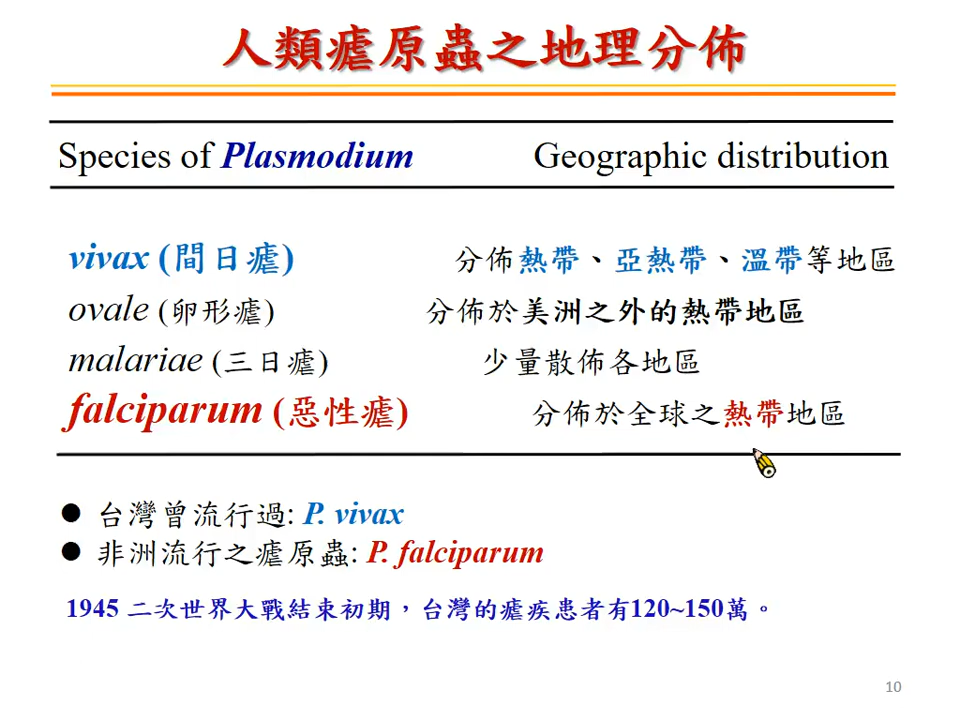 人類瘧原蟲之地理分佈
Species of Plasmodium Geographic distribution
vivax (間日瘧) 分佈熱帶、亞熱帶、溫帶等地區
ovale (卵形瘧) 分佈於美洲之外的熱帶地區
malariae (三日瘧) 少量散佈各地區
falciparum (惡性瘧) 分佈於全球之熱帶地區
● 台灣曾流行過: P. vivax
● 非洲流行之瘧原蟲: P. falciparum
1945 二次世界大戰結束初期，台灣的瘧疾患者有120~150萬。
10